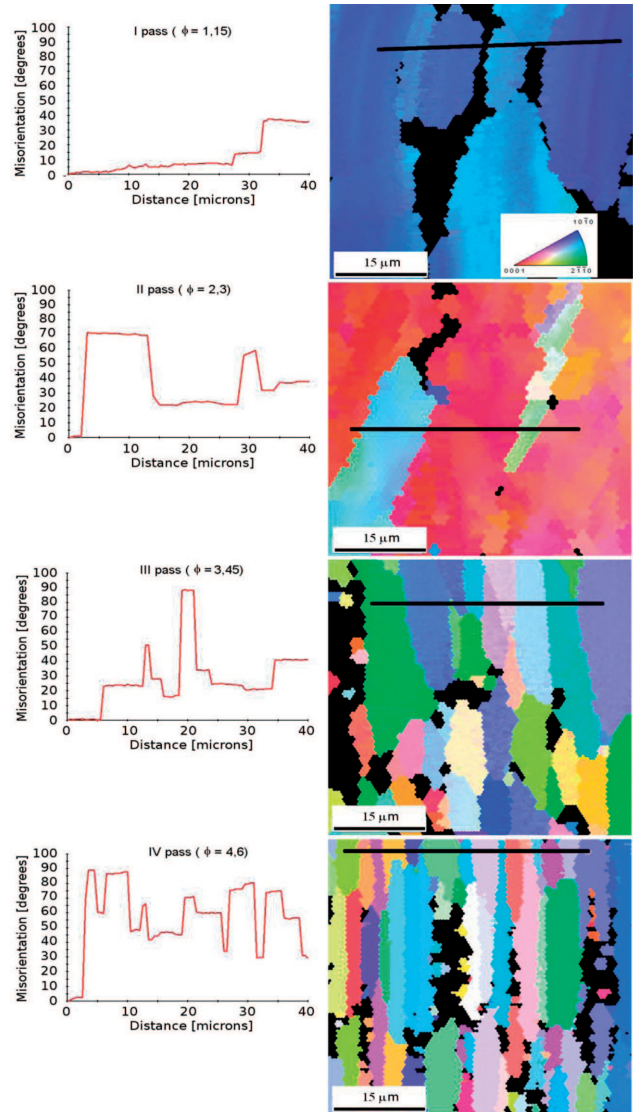 I pass ( ϕ = 1,15)
Misorientation [degrees]
100
90
80
70
60
50
40
30
20
10
0
0 10 20 30 40
Distance [microns]
10ī0
0001 2īī0
15 μm
II pass ( ϕ = 2,3)
Misorientation [degrees]
100
90
80
70
60
50
40
30
20
10
0
0 10 20 30 40
Distance [microns]
15 μm
III pass ( ϕ = 3,45)
Misorientation [degrees]
100
90
80
70
60
50
40
30
20
10
0
0 10 20 30 40
Distance [microns]
15 μm
IV pass ( ϕ = 4,6)
Misorientation [degrees]
100
90
80
70
60
50
40
30
20
10
0
0 10 20 30 40
Distance [microns]
15 μm